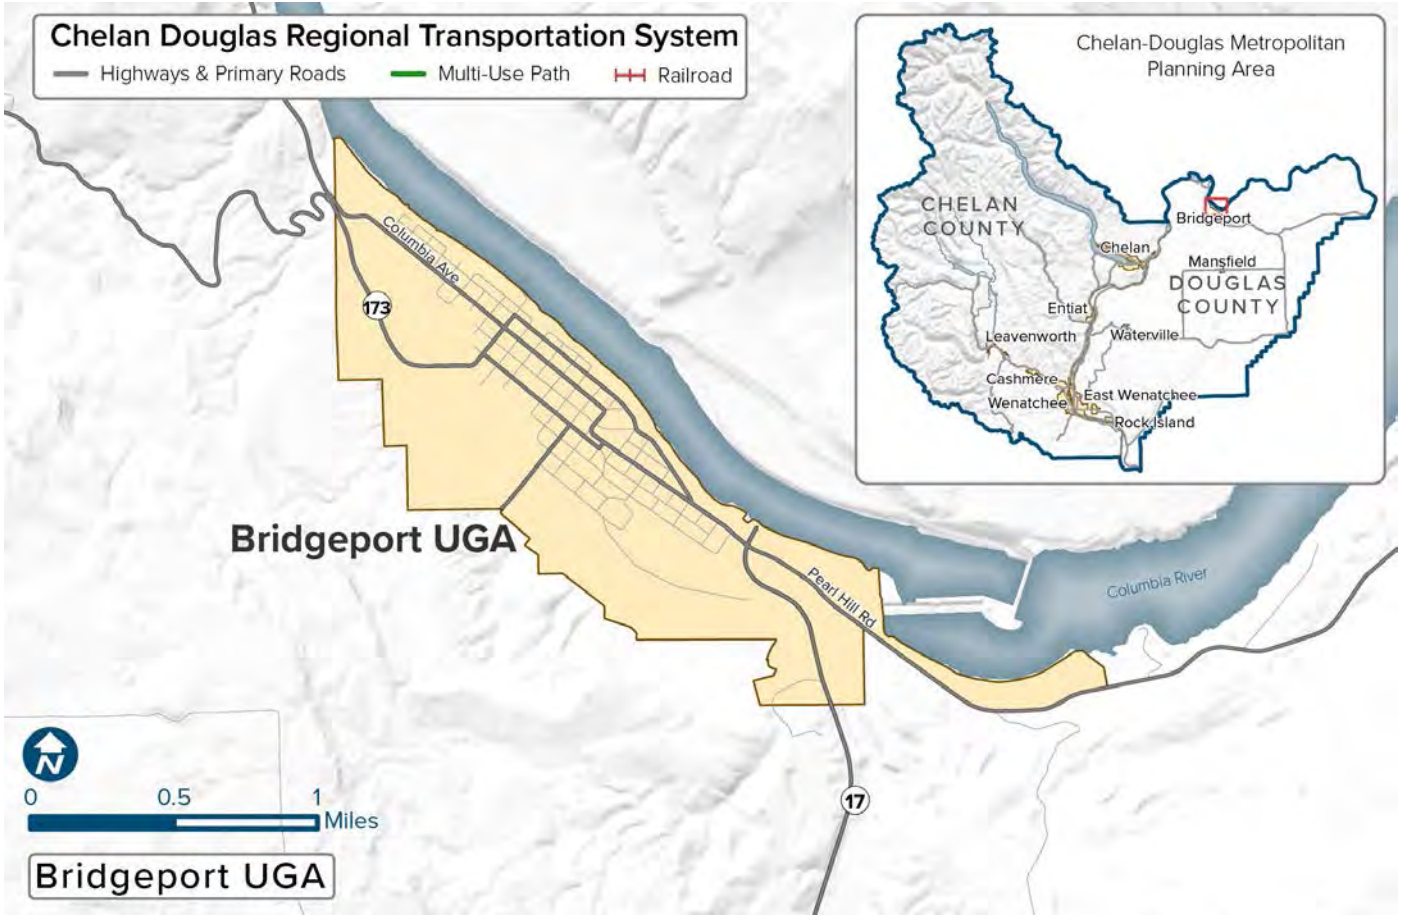 Chelan Douglas Regional Transportation System
Highways & Primary Roads
Multi-Use Path
Railroad
Chelan-Douglas Metropolitan
Planning Area
CHELAN
COUNTY
Bridgeport
Chelan
Mansfield
DOUGLAS
COUNTY
Entiat
Leavenworth
Waterville
Cashmere
Wenatchee
East Wenatchee
Rock Island
Columbia Ave
173
Bridgeport UGA
Pearl Hill Rd
Columbia River
17
N
0 0.5 1
Miles
Bridgeport UGA